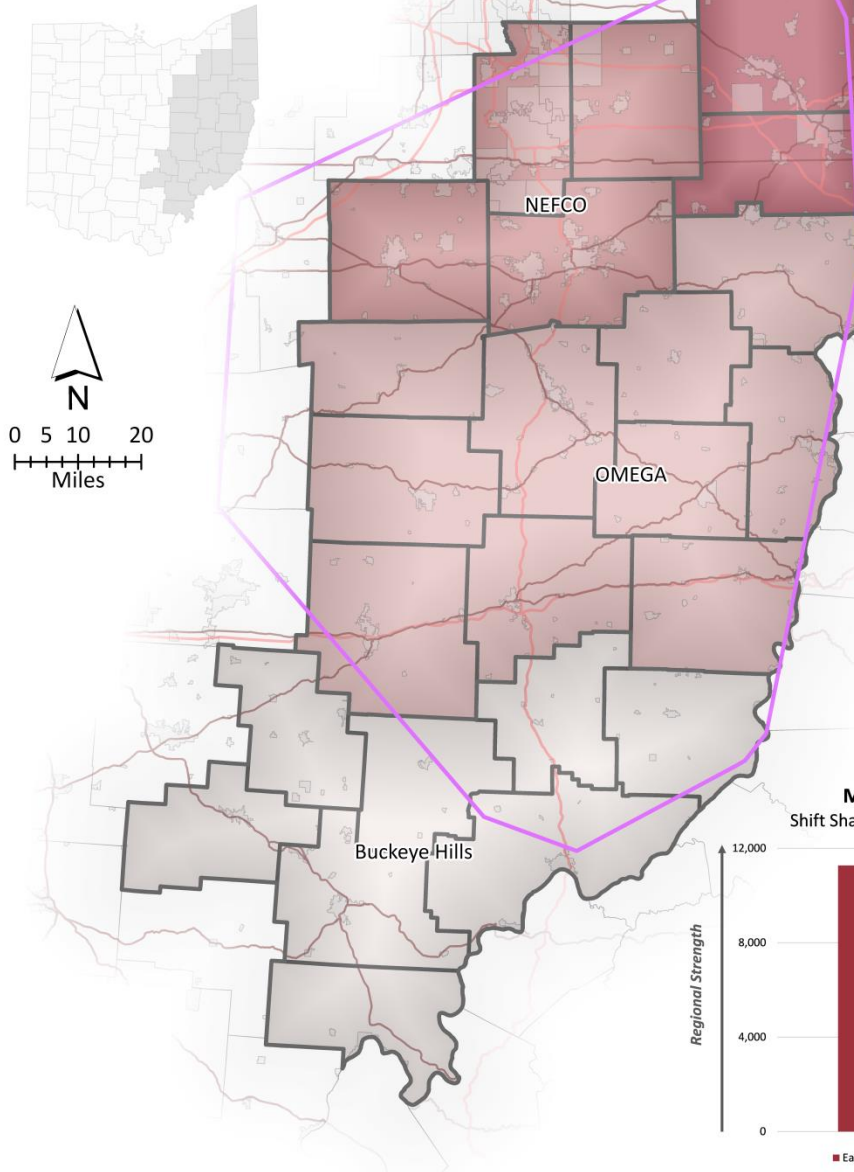 NEFCO
N
0 5 10 20
Miles
OMEGA
Buckeye Hills
M
Shift Sha
Regional Strength
12,000
8,000
4,000
0
Ea